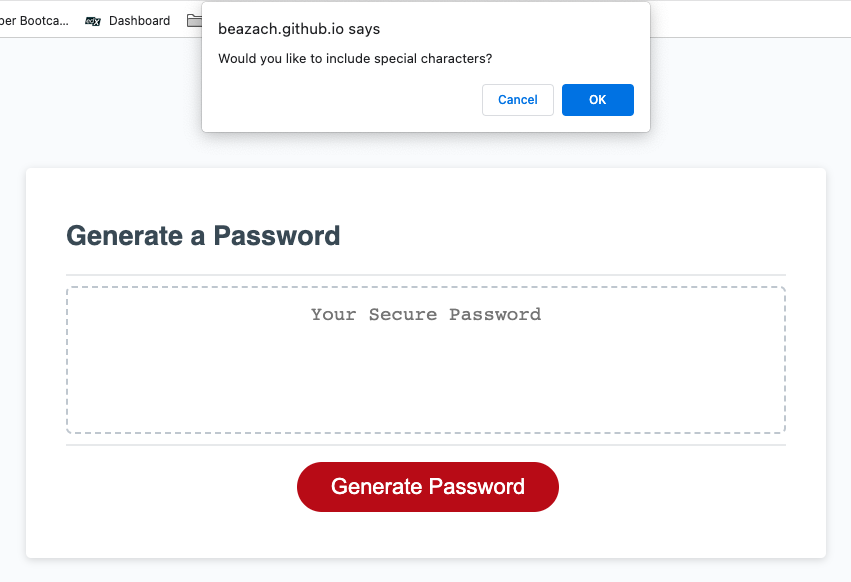 per Bootca... Dashboard
beazach.github.io says
Would you like to include special characters?
Cancel OK
Generate a Password
Your Secure Password
Generate Password